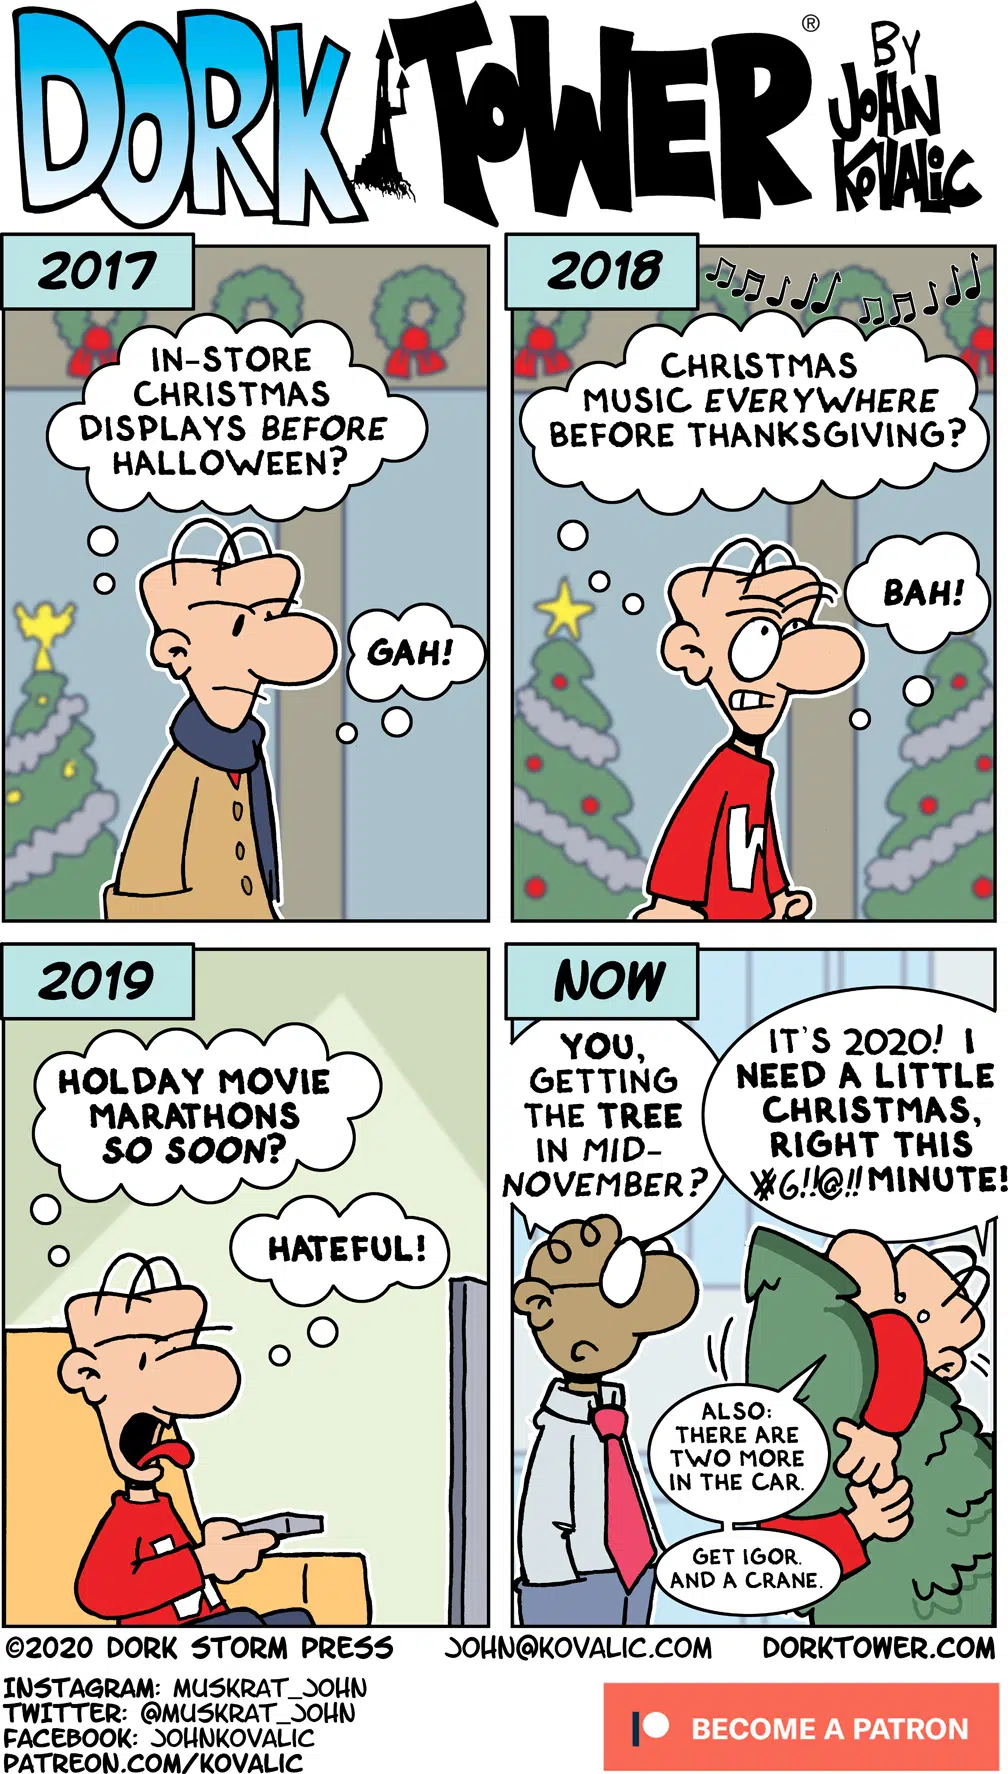 DORK TOWER®
BY
JOHN
KOVALIC
2017
IN-STORE
CHRISTMAS
DISPLAYS BEFORE
HALLOWEEN?
GAH!
2018
CHRISTMAS
MUSIC EVERYWHERE
BEFORE THANKSGIVING?
BAH!
W
2019
HOLDAY MOVIE
MARATHONS
SO SOON?
HATEFUL!
NOW
YOU,
GETTING
THE TREE
IN MID-
NOVEMBER?
IT'S 2020! I
NEED A LITTLE
CHRISTMAS,
RIGHT THIS
*6!!@!! MINUTE!
ALSO:
THERE ARE
TWO MORE
IN THE CAR.
GET IGOR.
AND A CRANE.
©2020 DORK STORM PRESS JOHN@KOVALIC.COM DORKTOWER.COM
INSTAGRAM: MUSKRAT_JOHN
TWITTER: @MUSKRAT_JOHN
FACEBOOK: JOHNKOVALIC
PATREON.COM/KOVALIC
BECOME A PATRON